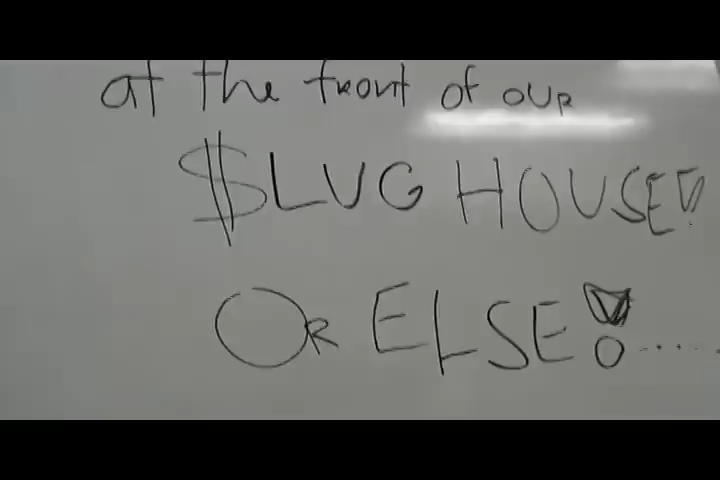 at the front of our
$LUG HOUSE!
OR ELSE!.....